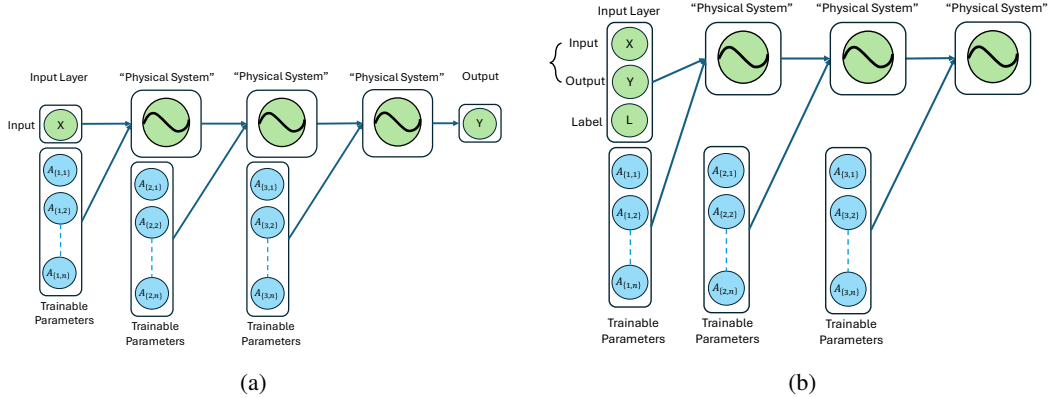 Input Layer
"Physical System"
"Physical System"
"Physical System"
Output
Input
X
Y
A{1,1}
A{1,2}
A{1,n}
Trainable
Parameters
A{2,1}
A{2,2}
A{2,n}
Trainable
Parameters
A{3,1}
A{3,2}
A{3,n}
Trainable
Parameters
(a)
Input Layer
"Physical System"
"Physical System"
"Physical System"
Input
X
Output
Y
Label
L
A{1,1}
A{1,2}
A{1,n}
Trainable
Parameters
A{2,1}
A{2,2}
A{2,n}
Trainable
Parameters
A{3,1}
A{3,2}
A{3,n}
Trainable
Parameters
(b)